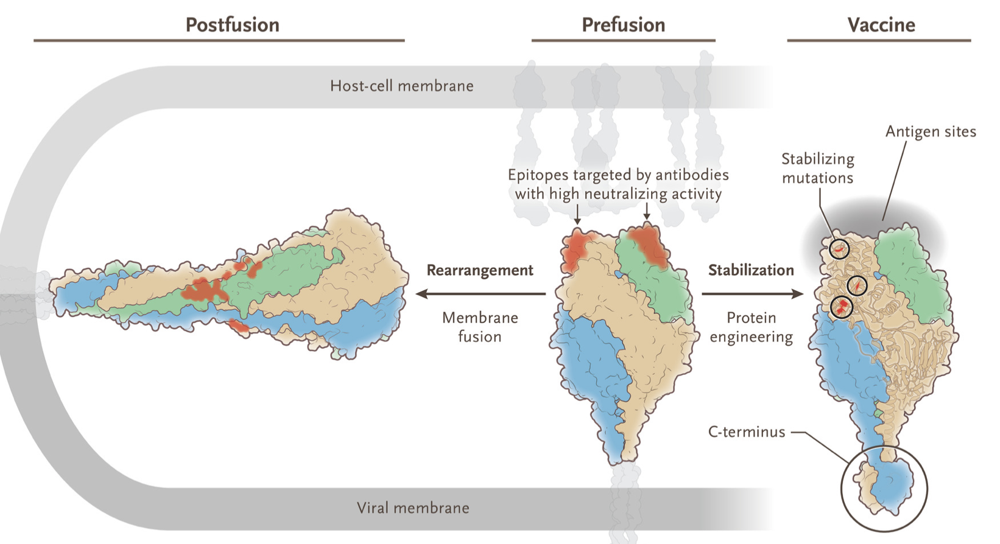 Postfusion
Prefusion
Vaccine
Host-cell membrane
Antigen sites
Stabilizing
mutations
Epitopes targeted by antibodies
with high neutralizing activity
Rearrangement
Membrane
fusion
Stabilization
Protein
engineering
C-terminus
Viral membrane